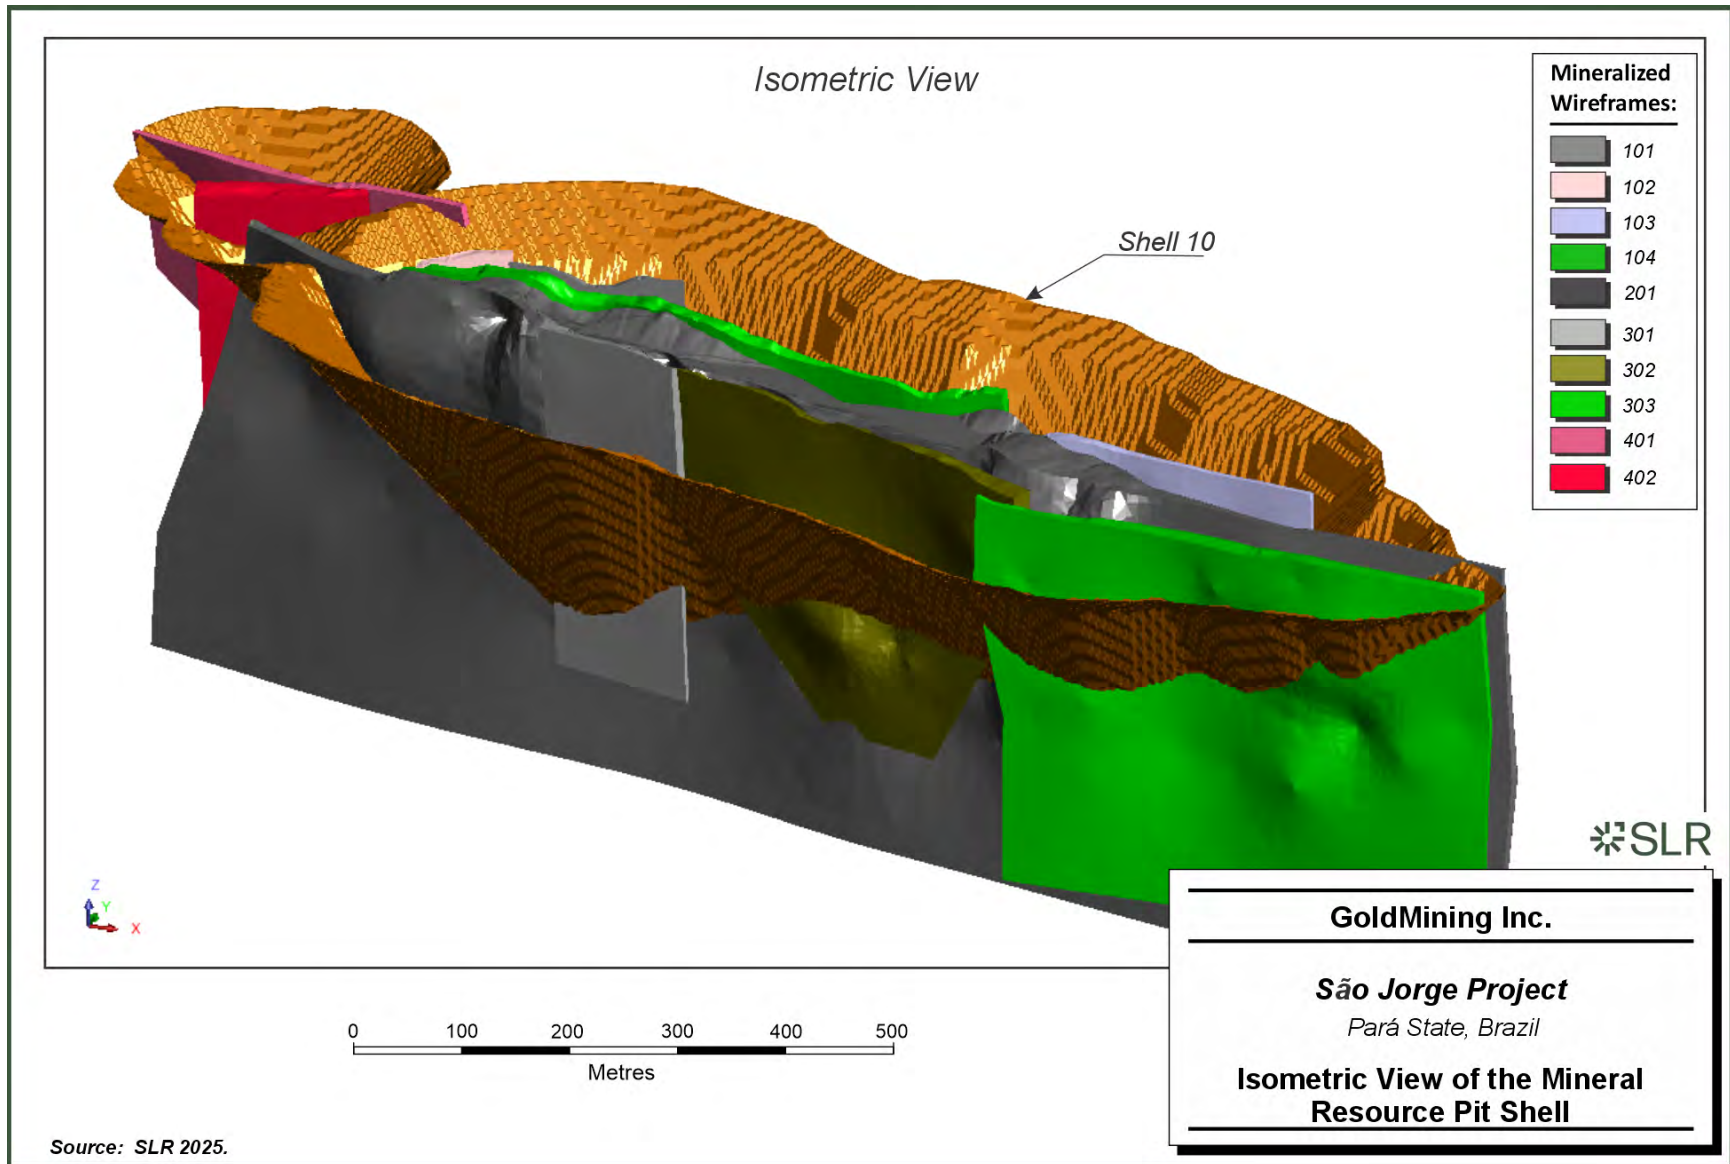 Isometric View
Mineralized
Wireframes:
101
102
103
104
201
301
302
303
401
402
Shell 10
SLR
Z
Y
X
GoldMining Inc.
São Jorge Project
Pará State, Brazil
Isometric View of the Mineral
Resource Pit Shell
0 100 200 300 400 500
Metres
Source: SLR 2025.